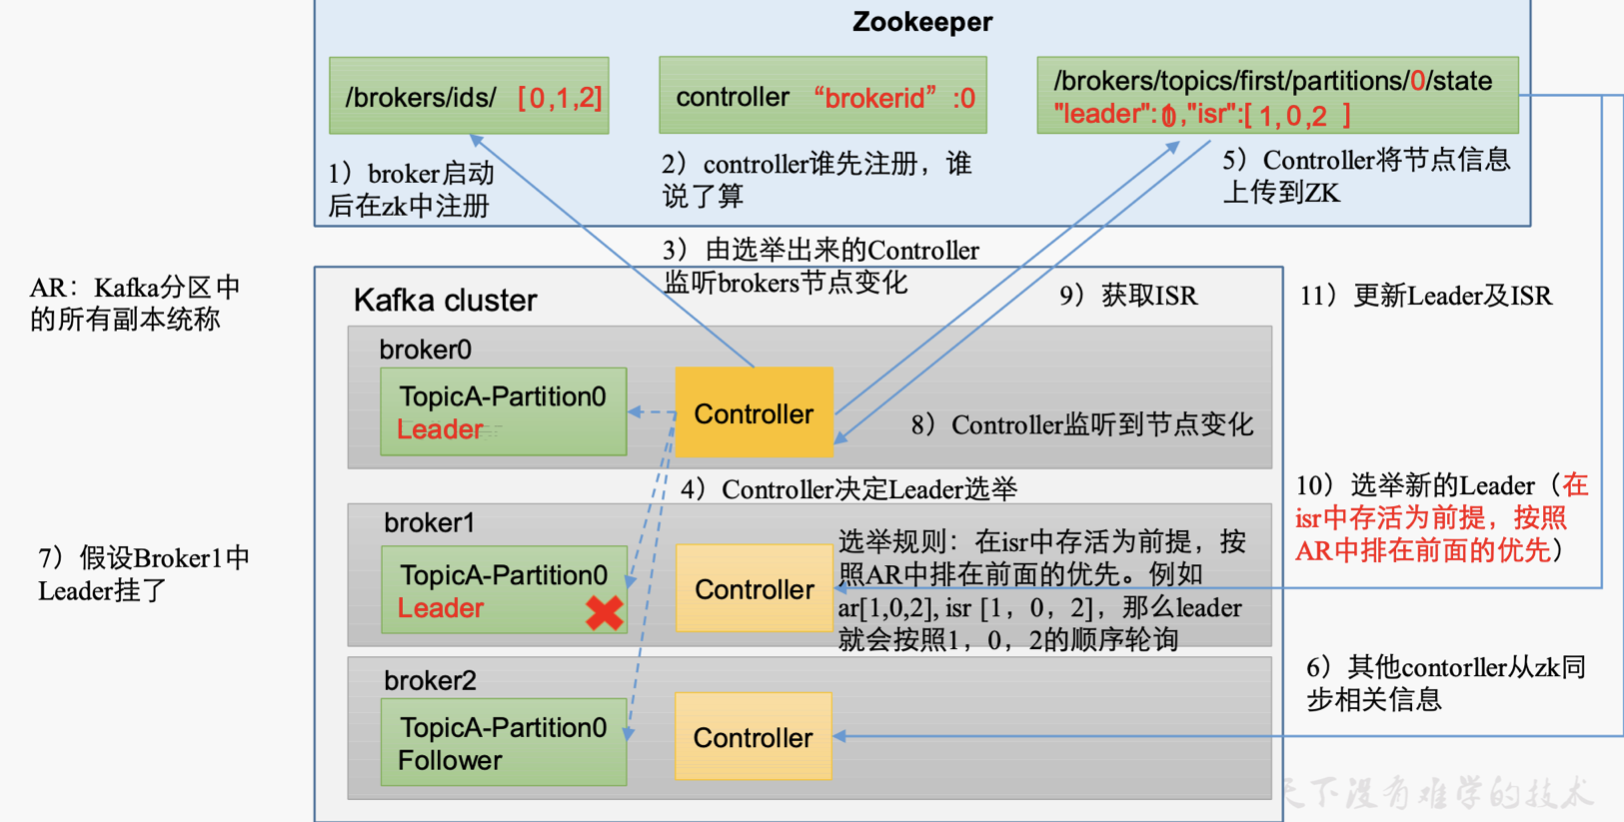 Zookeeper
/brokers/ids/ [0,1,2]
controller “brokerid” :0
/brokers/topics/first/partitions/0/state
"leader": ,"isr":[ 1,0,2 ]
1）broker启动
后在zk中注册
2）controller谁先注册，谁
说了算
5）Controller将节点信息
上传到ZK
3）由选举出来的Controller
监听brokers节点变化
AR：Kafka分区中
的所有副本统称
Kafka cluster
9）获取ISR
11）更新Leader及ISR
broker0
TopicA-Partition0
Leader
Controller
8）Controller监听到节点变化
4）Controller决定Leader选举
10）选举新的Leader（在
isr中存活为前提，按照
AR中排在前面的优先）
broker1
TopicA-Partition0
Leader
Controller
选举规则：在isr中存活为前提，按
照AR中排在前面的优先。例如
ar[1,0,2], isr [1，0，2]，那么leader
就会按照1，0，2的顺序轮询
7）假设Broker1中
Leader挂了
broker2
TopicA-Partition0
Follower
Controller
6）其他contorller从zk同
步相关信息
天下没有难学的技术